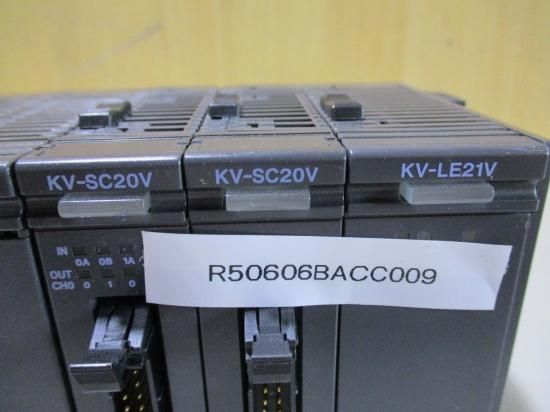 KV-SC20V
KV-SC20V
KV-LE21V
IN
0A 0B 1A
OUT
CH0 0 1 0
R50606BACC009